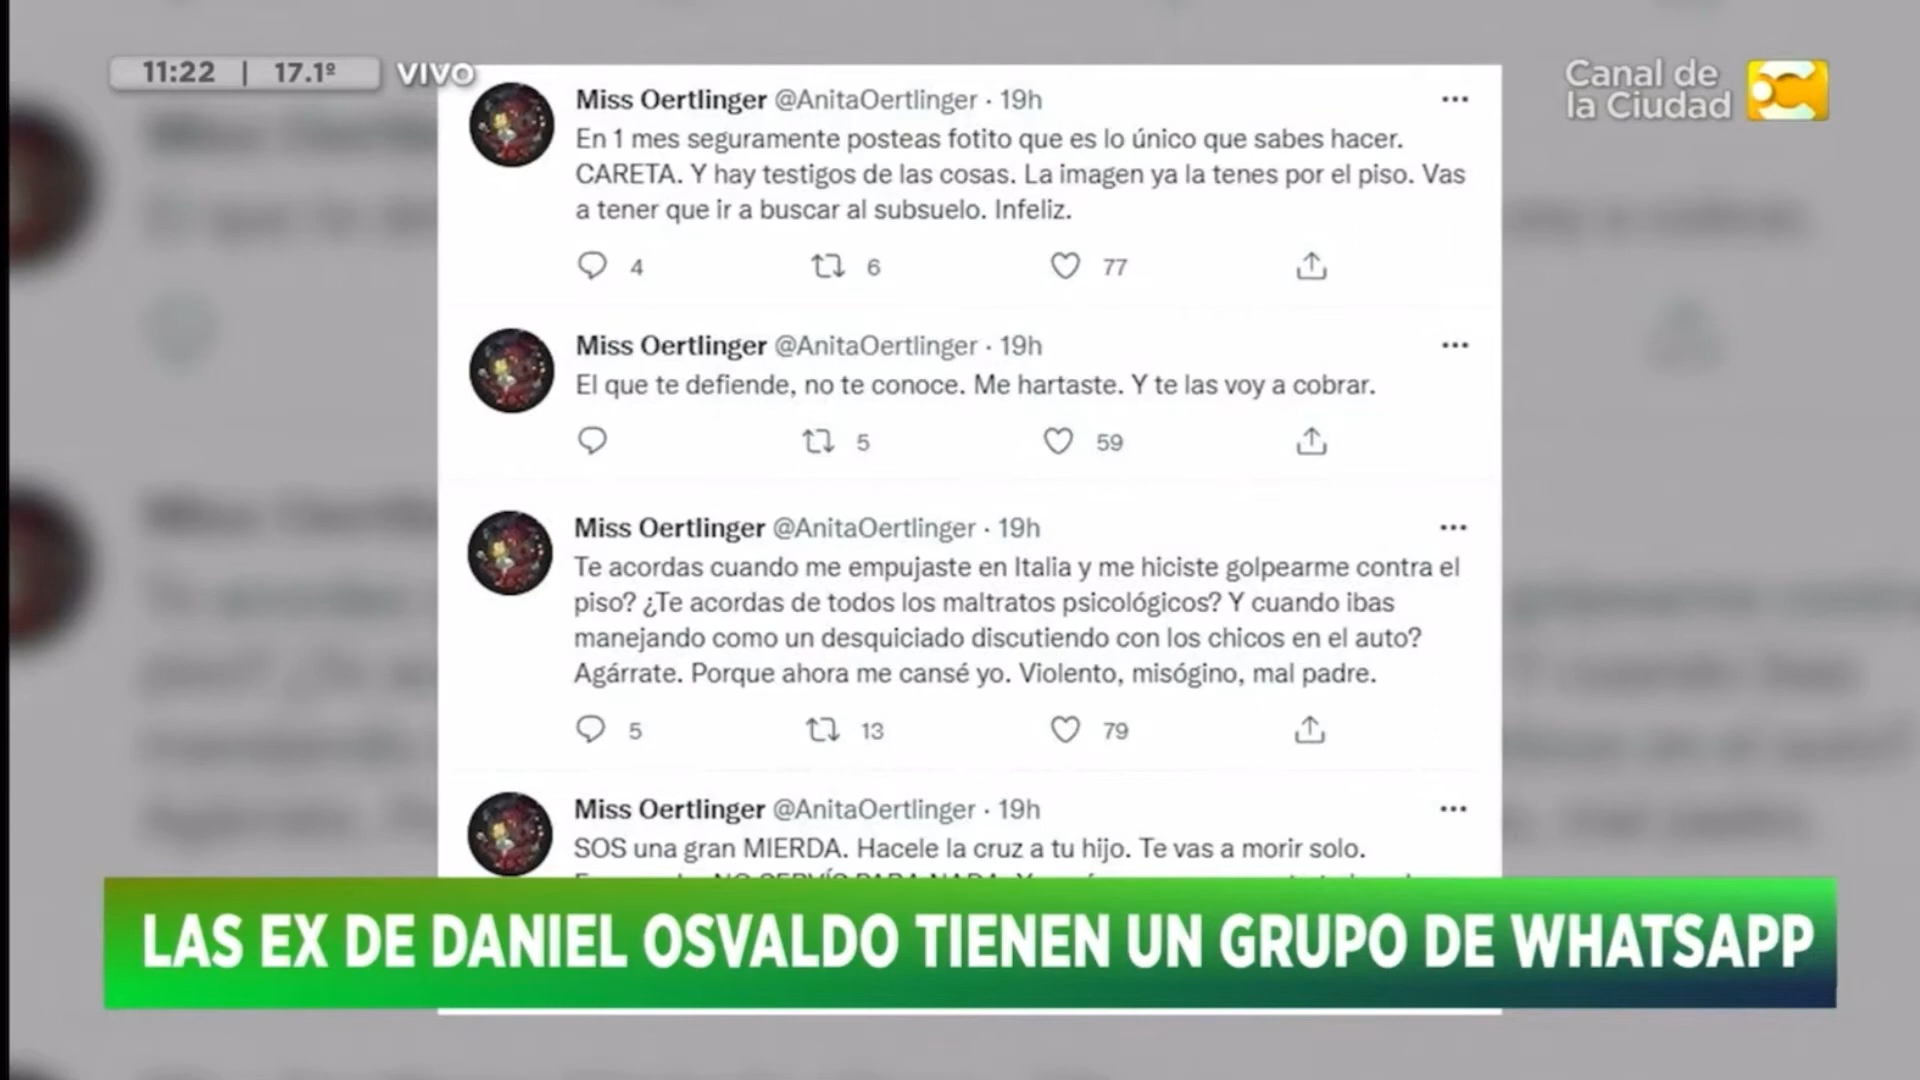 11:22 | 17.1º VIVO
Canal de
la Ciudad
Miss Oertlinger @AnitaOertlinger · 19h
En 1 mes seguramente posteas fotito que es lo único que sabes hacer.
CARETA. Y hay testigos de las cosas. La imagen ya la tenes por el piso. Vas
a tener que ir a buscar al subsuelo. Infeliz.
4 6 77
Miss Oertlinger @AnitaOertlinger · 19h
El que te defiende, no te conoce. Me hartaste. Y te las voy a cobrar.
5 59
Miss Oertlinger @AnitaOertlinger · 19h
Te acordas cuando me empujaste en Italia y me hiciste golpearme contra el
piso? ¿Te acordas de todos los maltratos psicológicos? Y cuando ibas
manejando como un desquiciado discutiendo con los chicos en el auto?
Agárrate. Porque ahora me cansé yo. Violento, misógino, mal padre.
5 13 79
Miss Oertlinger @AnitaOertlinger · 19h
SOS una gran MIERDA. Hacele la cruz a tu hijo. Te vas a morir solo.
LAS EX DE DANIEL OSVALDO TIENEN UN GRUPO DE WHATSAPP